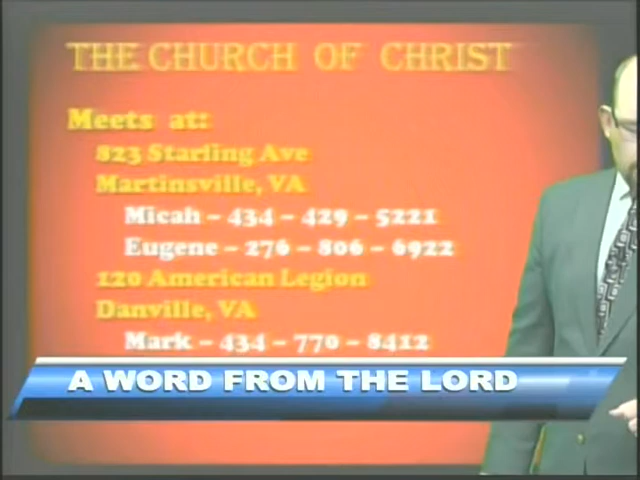 THE CHURCH OF CHRIST
Meets at:
823 Starling Ave
Martinsville, VA
Micah – 434 – 429 – 5221
Eugene – 276 – 806 – 6922
120 American Legion
Danville, VA
Mark – 434 – 770 – 8412
A WORD FROM THE LORD